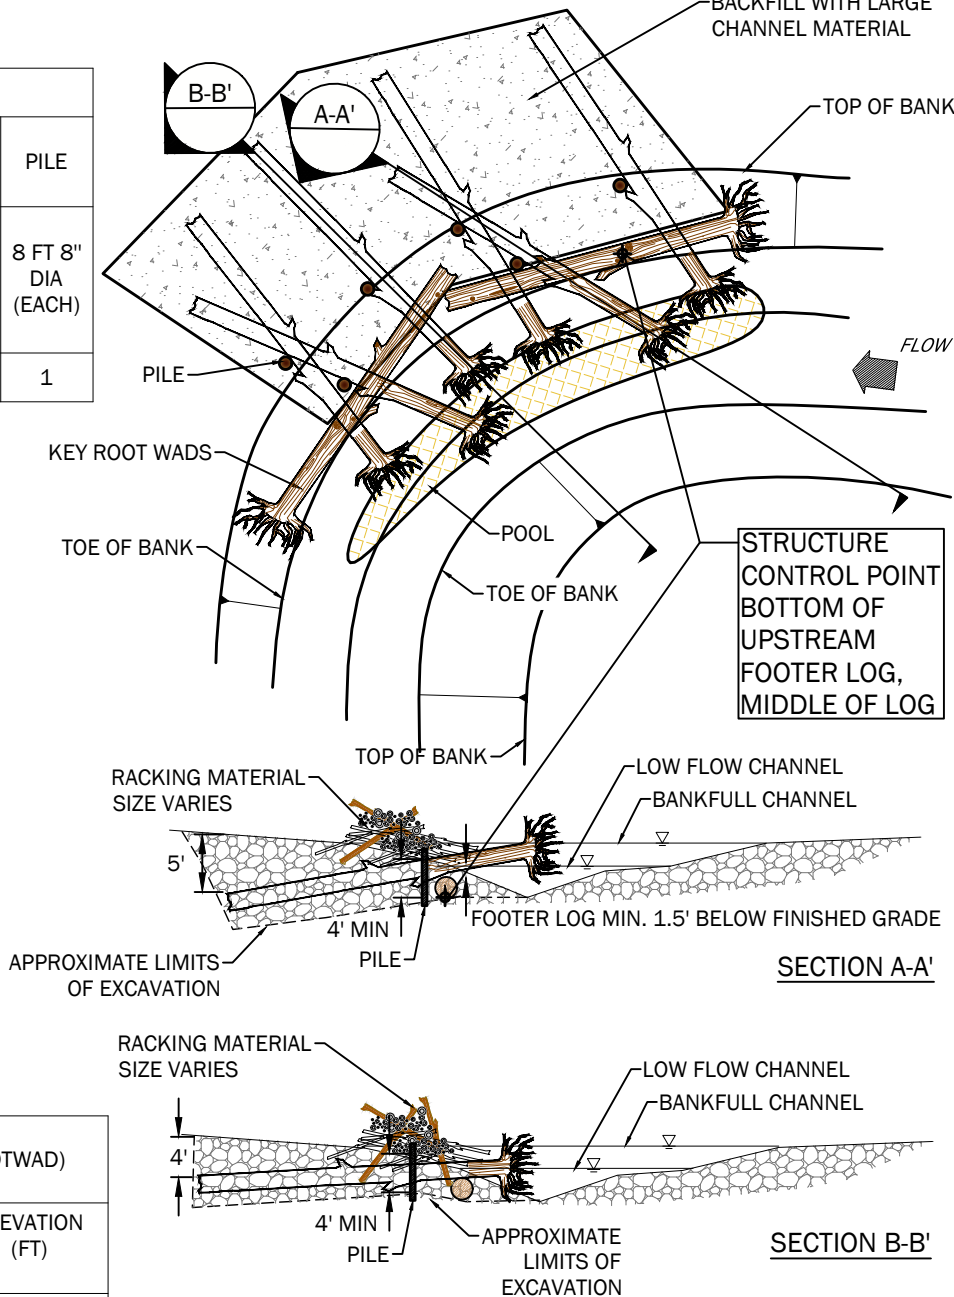 BACKFILL WITH LARGE
CHANNEL MATERIAL
B-B'
A-A'
TOP OF BANK
PILE
8 FT 8"
DIA
(EACH)
1
FLOW
PILE
KEY ROOT WADS
TOE OF BANK
POOL
TOE OF BANK
STRUCTURE
CONTROL POINT
BOTTOM OF
UPSTREAM
FOOTER LOG,
MIDDLE OF LOG
TOP OF BANK
RACKING MATERIAL
SIZE VARIES
LOW FLOW CHANNEL
BANKFULL CHANNEL
5'
4' MIN
FOOTER LOG MIN. 1.5' BELOW FINISHED GRADE
PILE
APPROXIMATE LIMITS
OF EXCAVATION
SECTION A-A'
RACKING MATERIAL
SIZE VARIES
LOW FLOW CHANNEL
BANKFULL CHANNEL
4'
4' MIN
PILE
APPROXIMATE
LIMITS OF
EXCAVATION
SECTION B-B'
OTWAD)
EVATION
(FT)